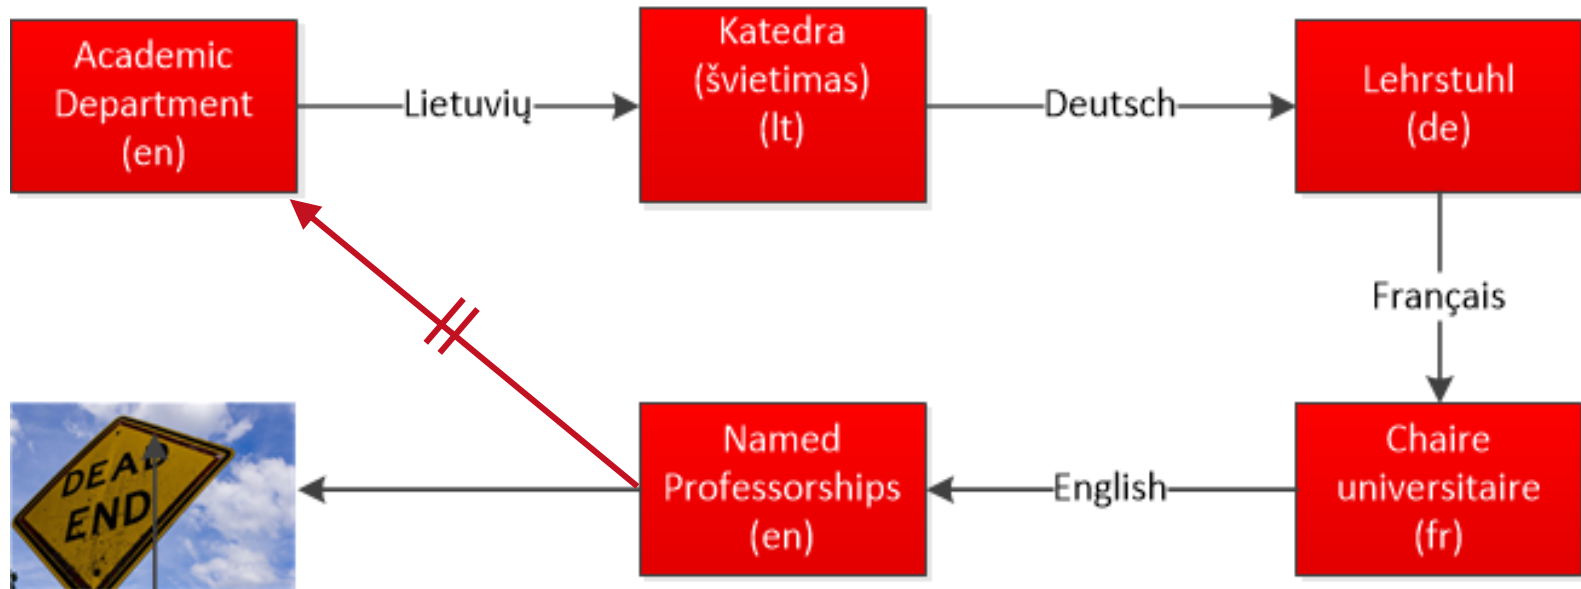 Academic
Department
(en)
Lietuvių
Katedra
(švietimas)
(lt)
Deutsch
Lehrstuhl
(de)
Français
Chaire
universitaire
(fr)
English
Named
Professorships
(en)
DEAD
END